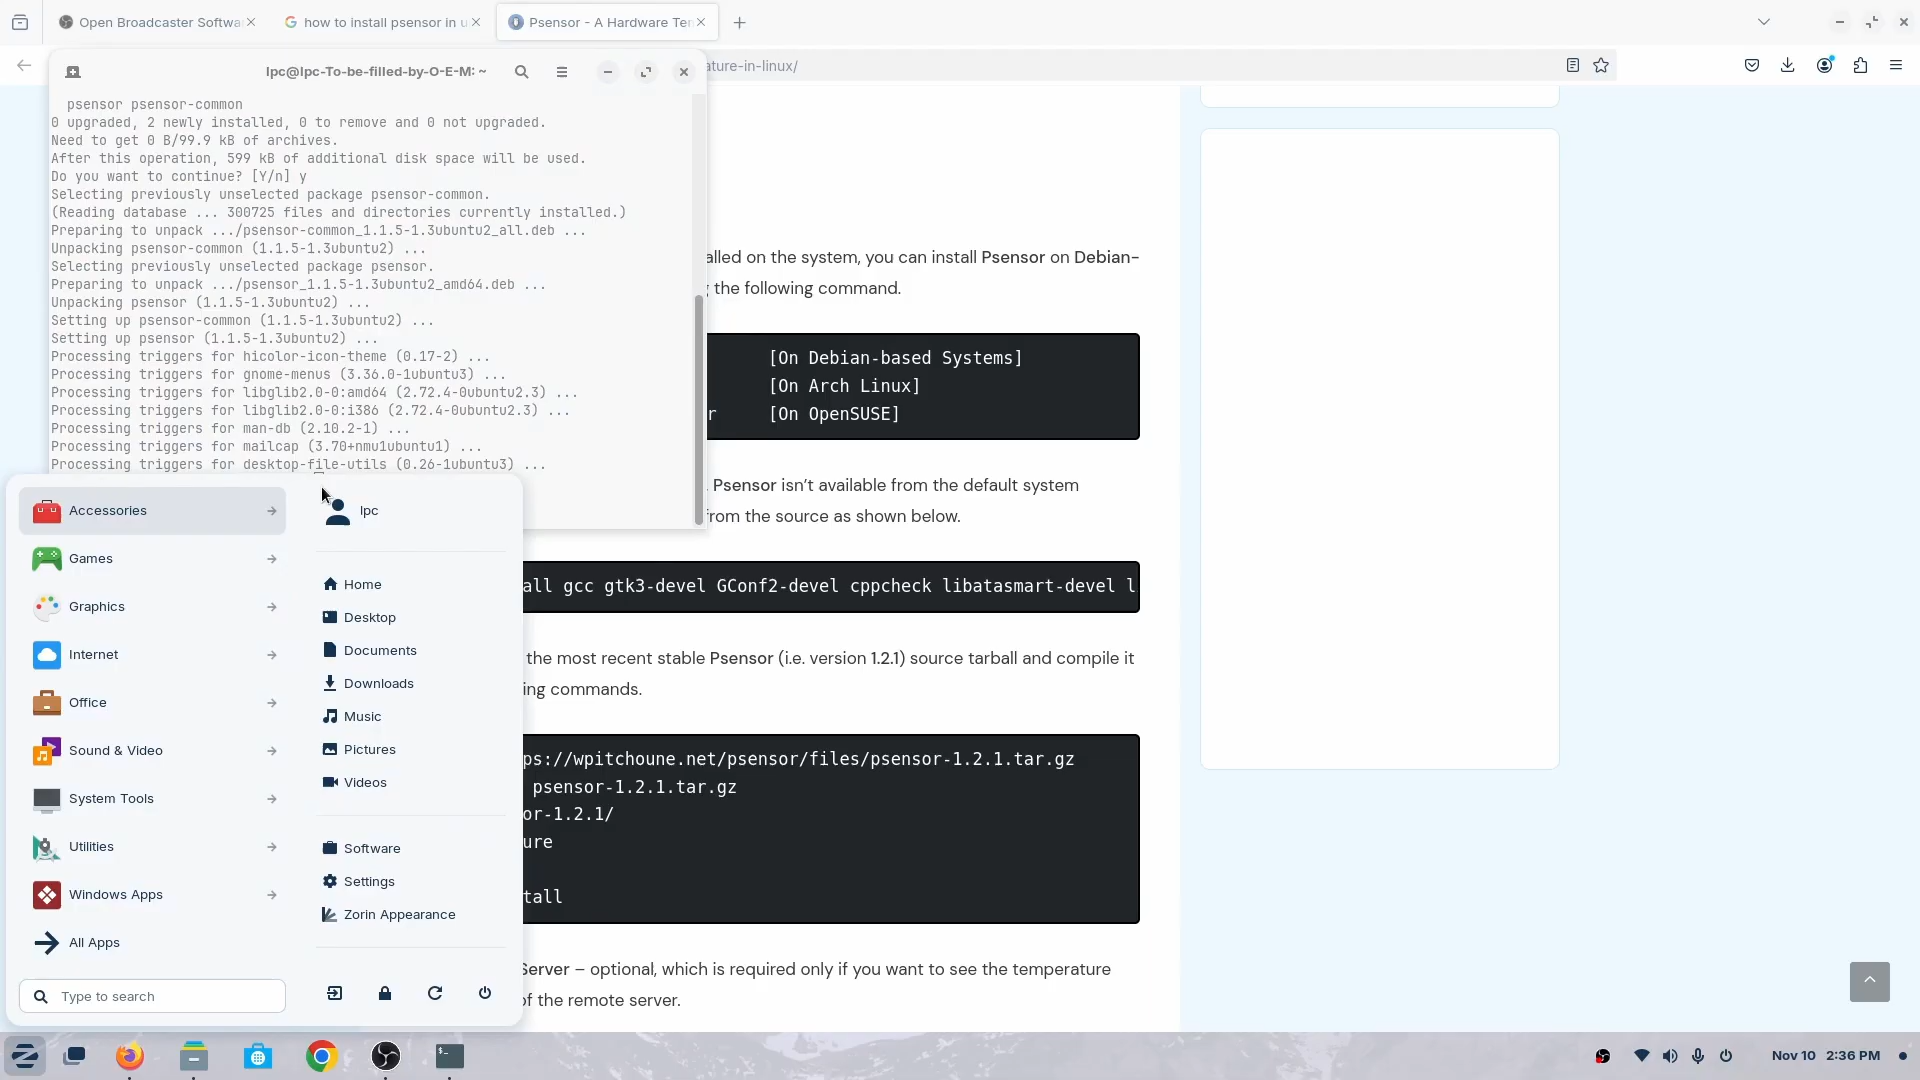 Open Broadcaster Softwa
how to install psensor in u
Psensor - A Hardware Ten
lpc@lpc-To-be-filled-by-O-E-M: ~
ature-in-linux/
psensor psensor-common
0 upgraded, 2 newly installed, 0 to remove and 0 not upgraded.
Need to get 0 B/99.9 kB of archives.
After this operation, 599 kB of additional disk space will be used.
Do you want to continue? [Y/n] y
Selecting previously unselected package psensor-common.
(Reading database ... 300725 files and directories currently installed.)
Preparing to unpack .../psensor-common_1.1.5-1.3ubuntu2_all.deb ...
Unpacking psensor-common (1.1.5-1.3ubuntu2) ...
Selecting previously unselected package psensor.
Preparing to unpack .../psensor_1.1.5-1.3ubuntu2_amd64.deb ...
Unpacking psensor (1.1.5-1.3ubuntu2) ...
Setting up psensor-common (1.1.5-1.3ubuntu2) ...
Setting up psensor (1.1.5-1.3ubuntu2) ...
Processing triggers for hicolor-icon-theme (0.17-2) ...
Processing triggers for gnome-menus (3.36.0-1ubuntu3) ...
Processing triggers for libglib2.0-0:amd64 (2.72.4-0ubuntu2.3) ...
Processing triggers for libglib2.0-0:i386 (2.72.4-0ubuntu2.3) ...
Processing triggers for man-db (2.10.2-1) ...
Processing triggers for mailcap (3.70+nmu1ubuntu1) ...
Processing triggers for desktop-file-utils (0.26-1ubuntu3) ...
alled on the system, you can install Psensor on Debian-
g the following command.
[On Debian-based Systems]
[On Arch Linux]
r [On OpenSUSE]
. Psensor isn't available from the default system
from the source as shown below.
all gcc gtk3-devel GConf2-devel cppcheck libatasmart-devel l
the most recent stable Psensor (i.e. version 1.2.1) source tarball and compile it
ing commands.
ps://wpitchoune.net/psensor/files/psensor-1.2.1.tar.gz
psensor-1.2.1.tar.gz
or-1.2.1/
ure
tall
Server – optional, which is required only if you want to see the temperature
of the remote server.
Accessories
Games
Graphics
Internet
Office
Sound & Video
System Tools
Utilities
Windows Apps
All Apps
Type to search
lpc
Home
Desktop
Documents
Downloads
Music
Pictures
Videos
Software
Settings
Zorin Appearance
Nov 10 2:36 PM